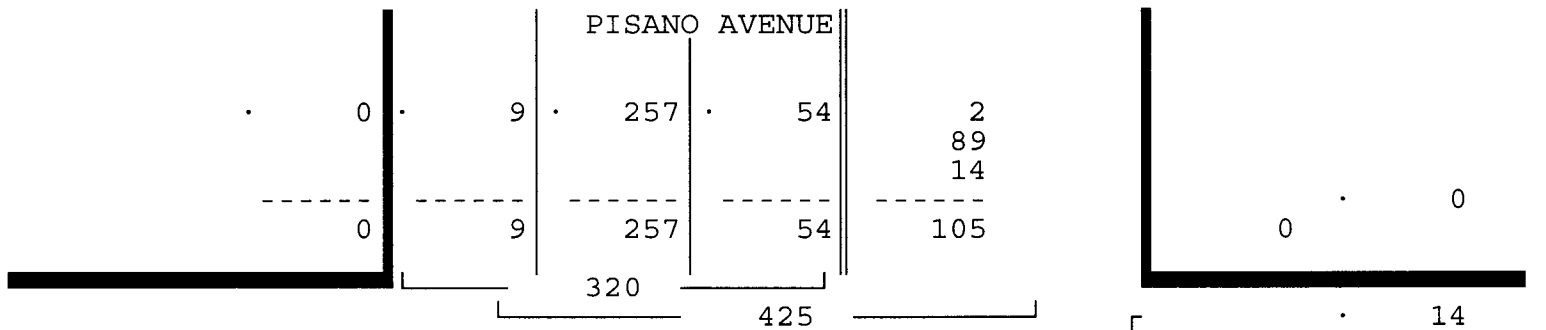 PISANO AVENUE
· 0 · 9 · 257 · 54 2
89
14
------ ------ ------ ------ ------ · 0
0 9 257 54 105 0
320
425 · 14